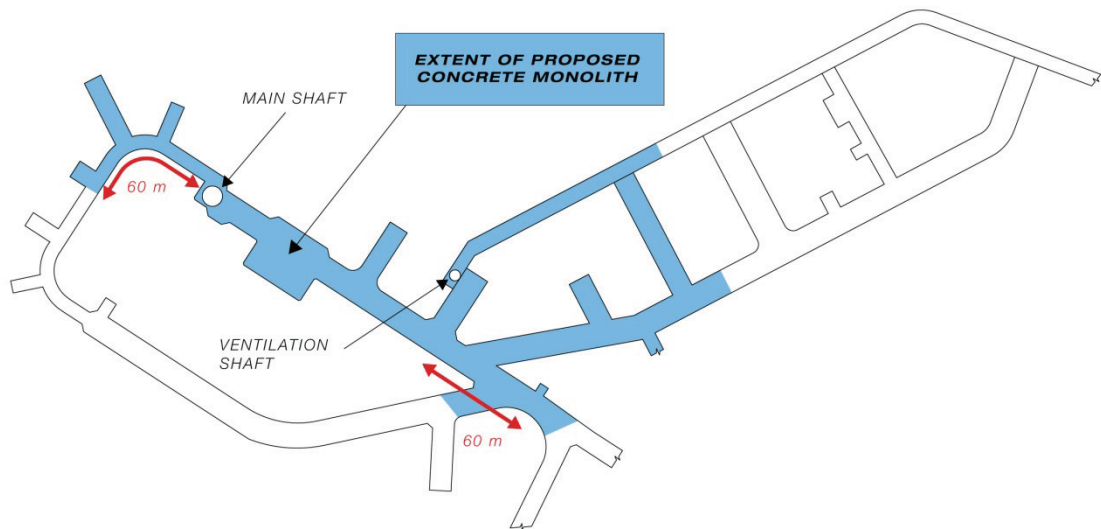 EXTENT OF PROPOSED
CONCRETE MONOLITH
MAIN SHAFT
60 m
VENTILATION
SHAFT
60 m